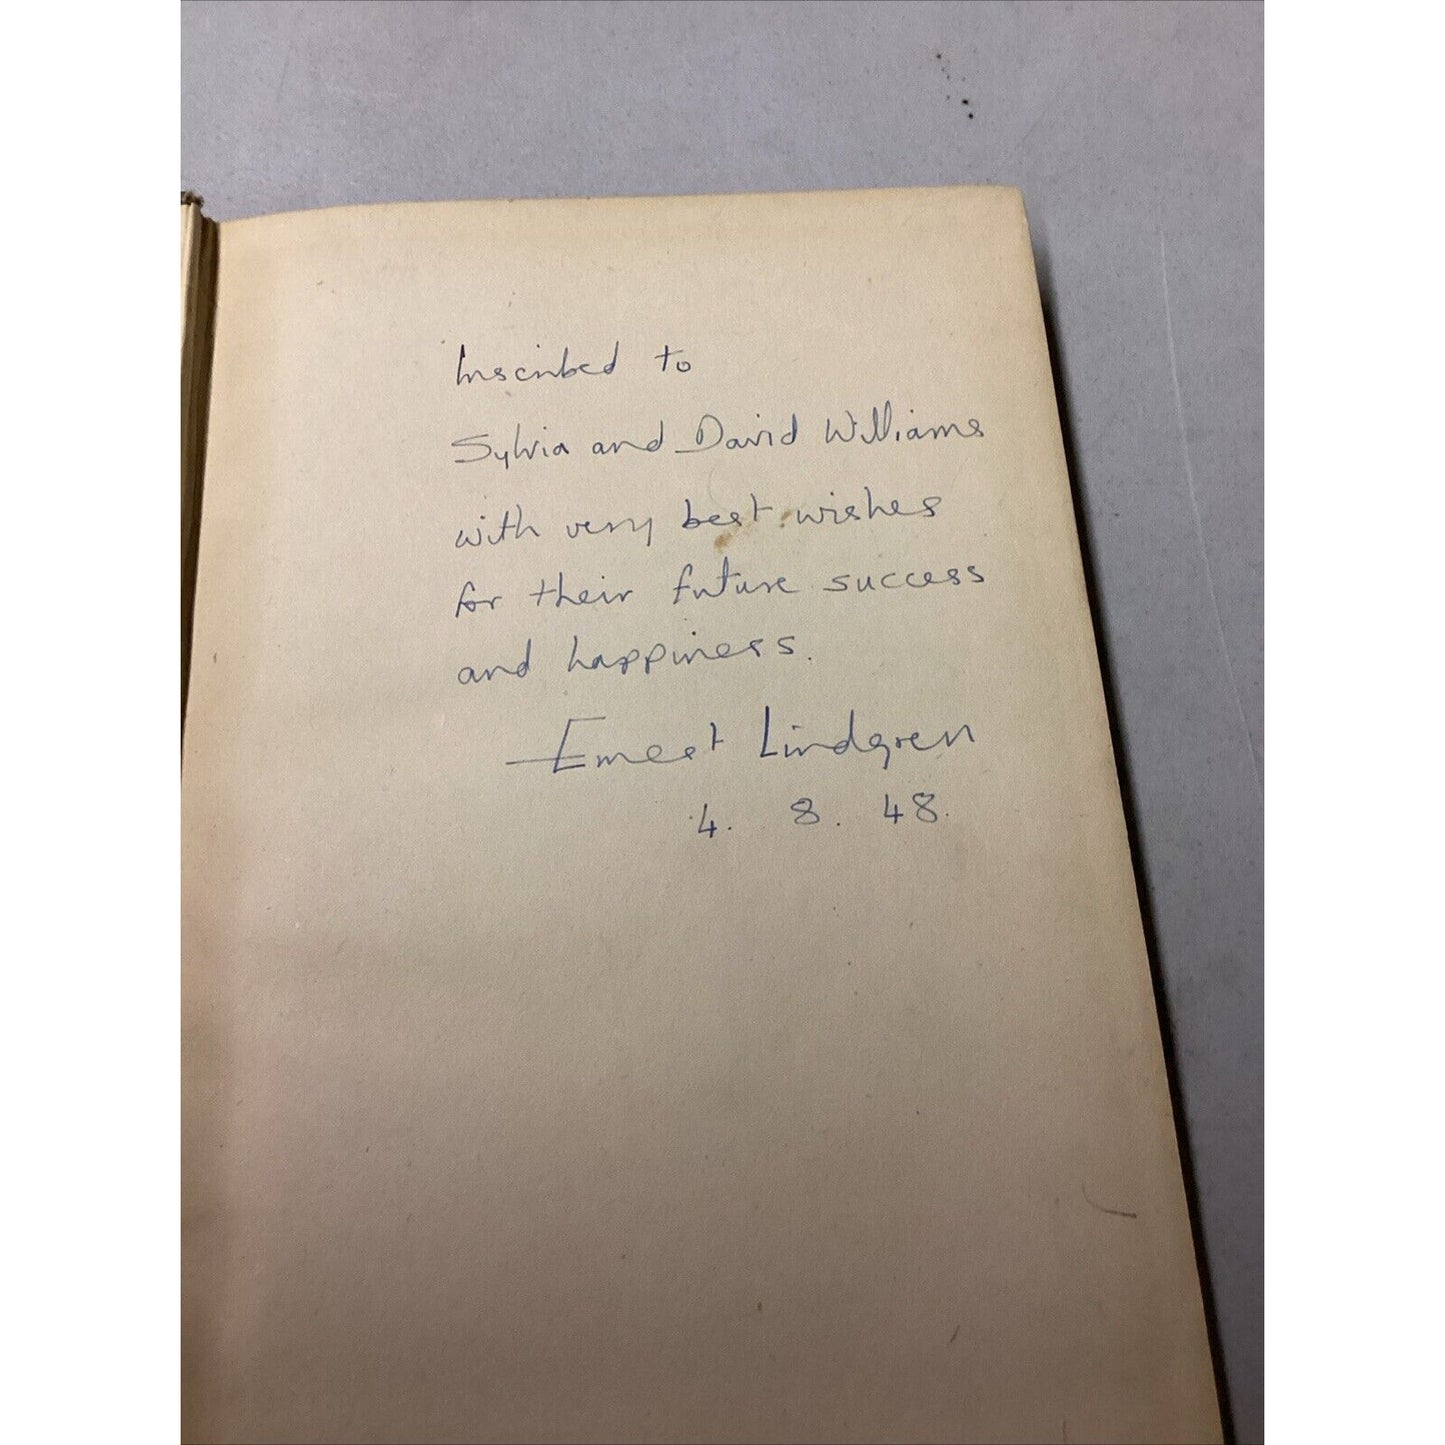 Inscribed to
Sylvia and David Williams
with very best wishes
for their future success
and happiness.
Ernest Lindgren
4. 8. 48.